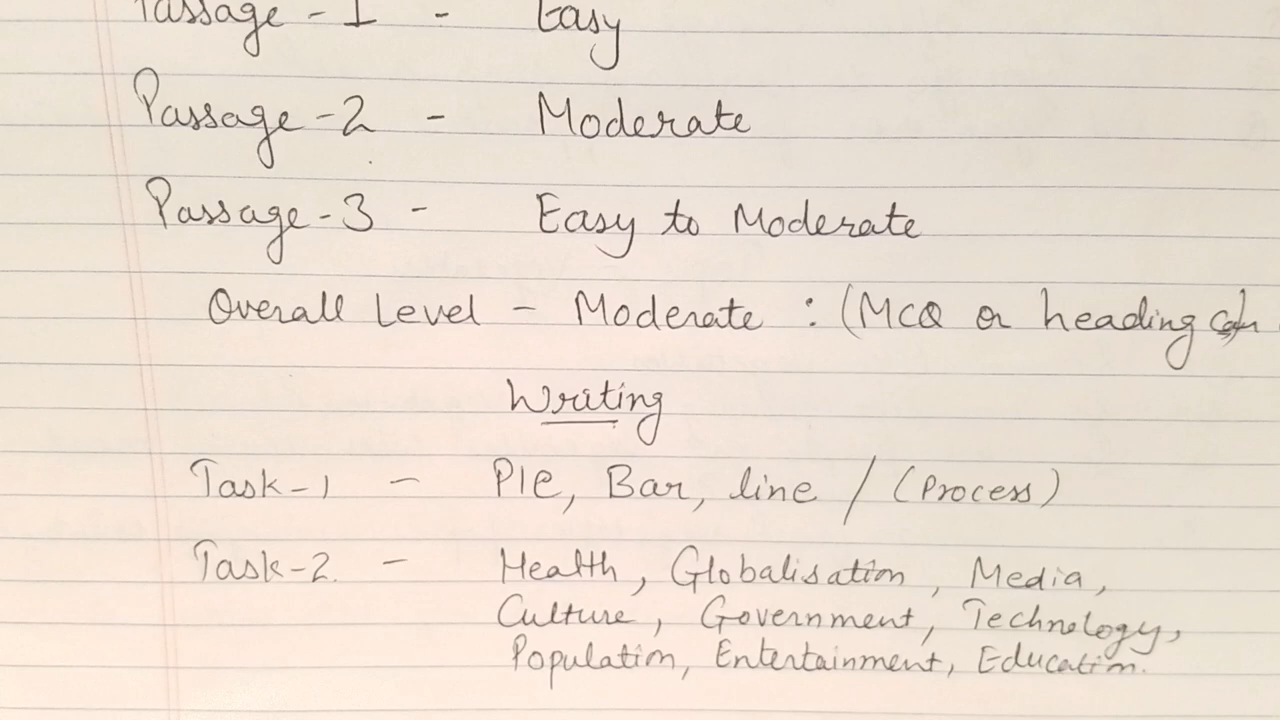 Passage - 1 - Easy
Passage - 2 - Moderate
Passage - 3 - Easy to Moderate
Overall Level - Moderate : (MCQ or heading
Writing
Task-1 - PIe, Bar, line / (Process)
Task-2. - Health, Globalisation, Media,
Culture, Government, Technology,
Population, Entertainment, Education.